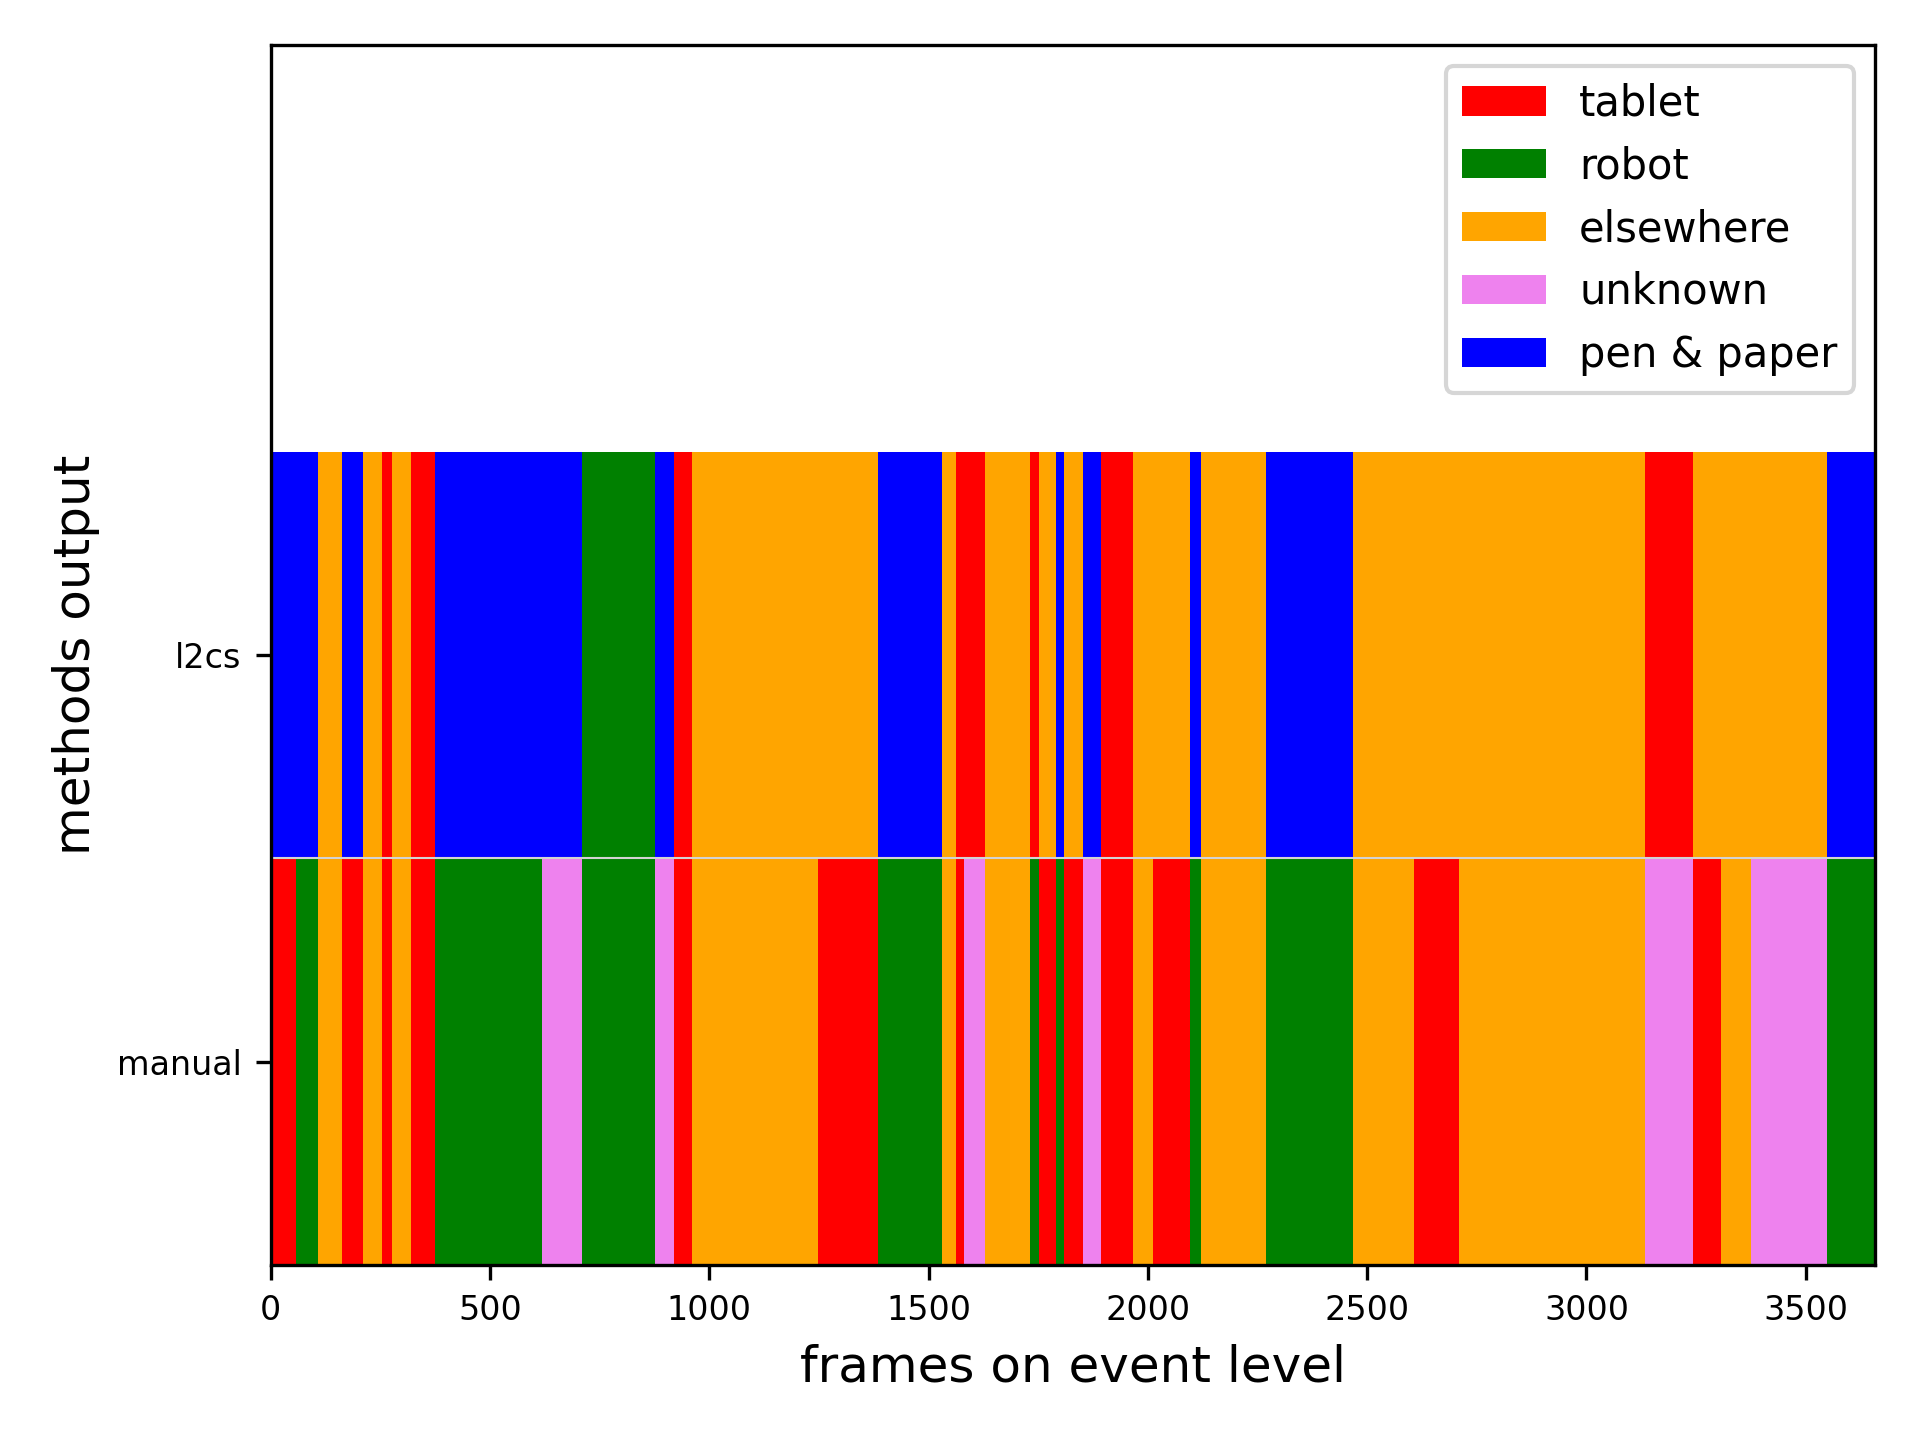 tablet
robot
elsewhere
unknown
pen & paper
methods output
l2cs
manual
0 500 1000 1500 2000 2500 3000 3500
frames on event level